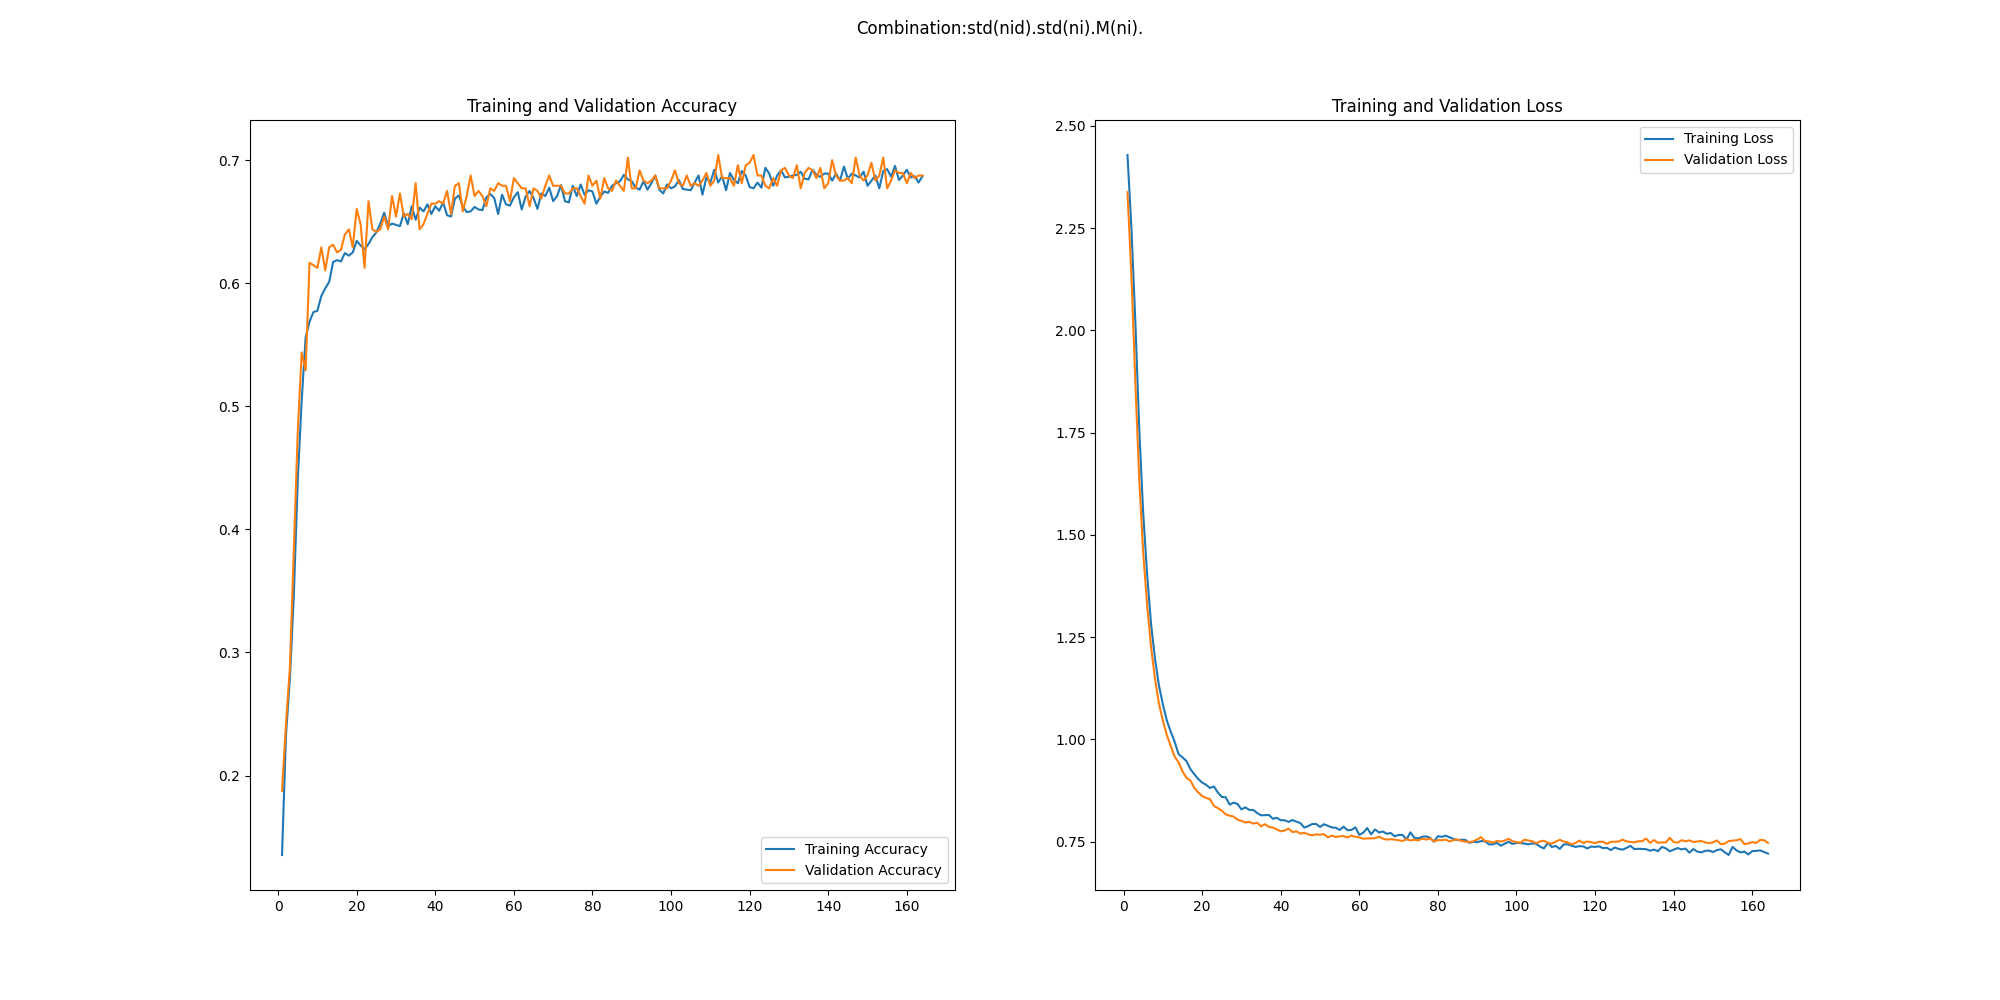 Combination:std(nid).std(ni).M(ni).
Training and Validation Accuracy
0.7
0.6
0.5
0.4
0.3
0.2
0 20 40 60 80 100 120 140 160
Training Accuracy
Validation Accuracy
Training and Validation Loss
2.50
2.25
2.00
1.75
1.50
1.25
1.00
0.75
0 20 40 60 80 100 120 140 160
Training Loss
Validation Loss